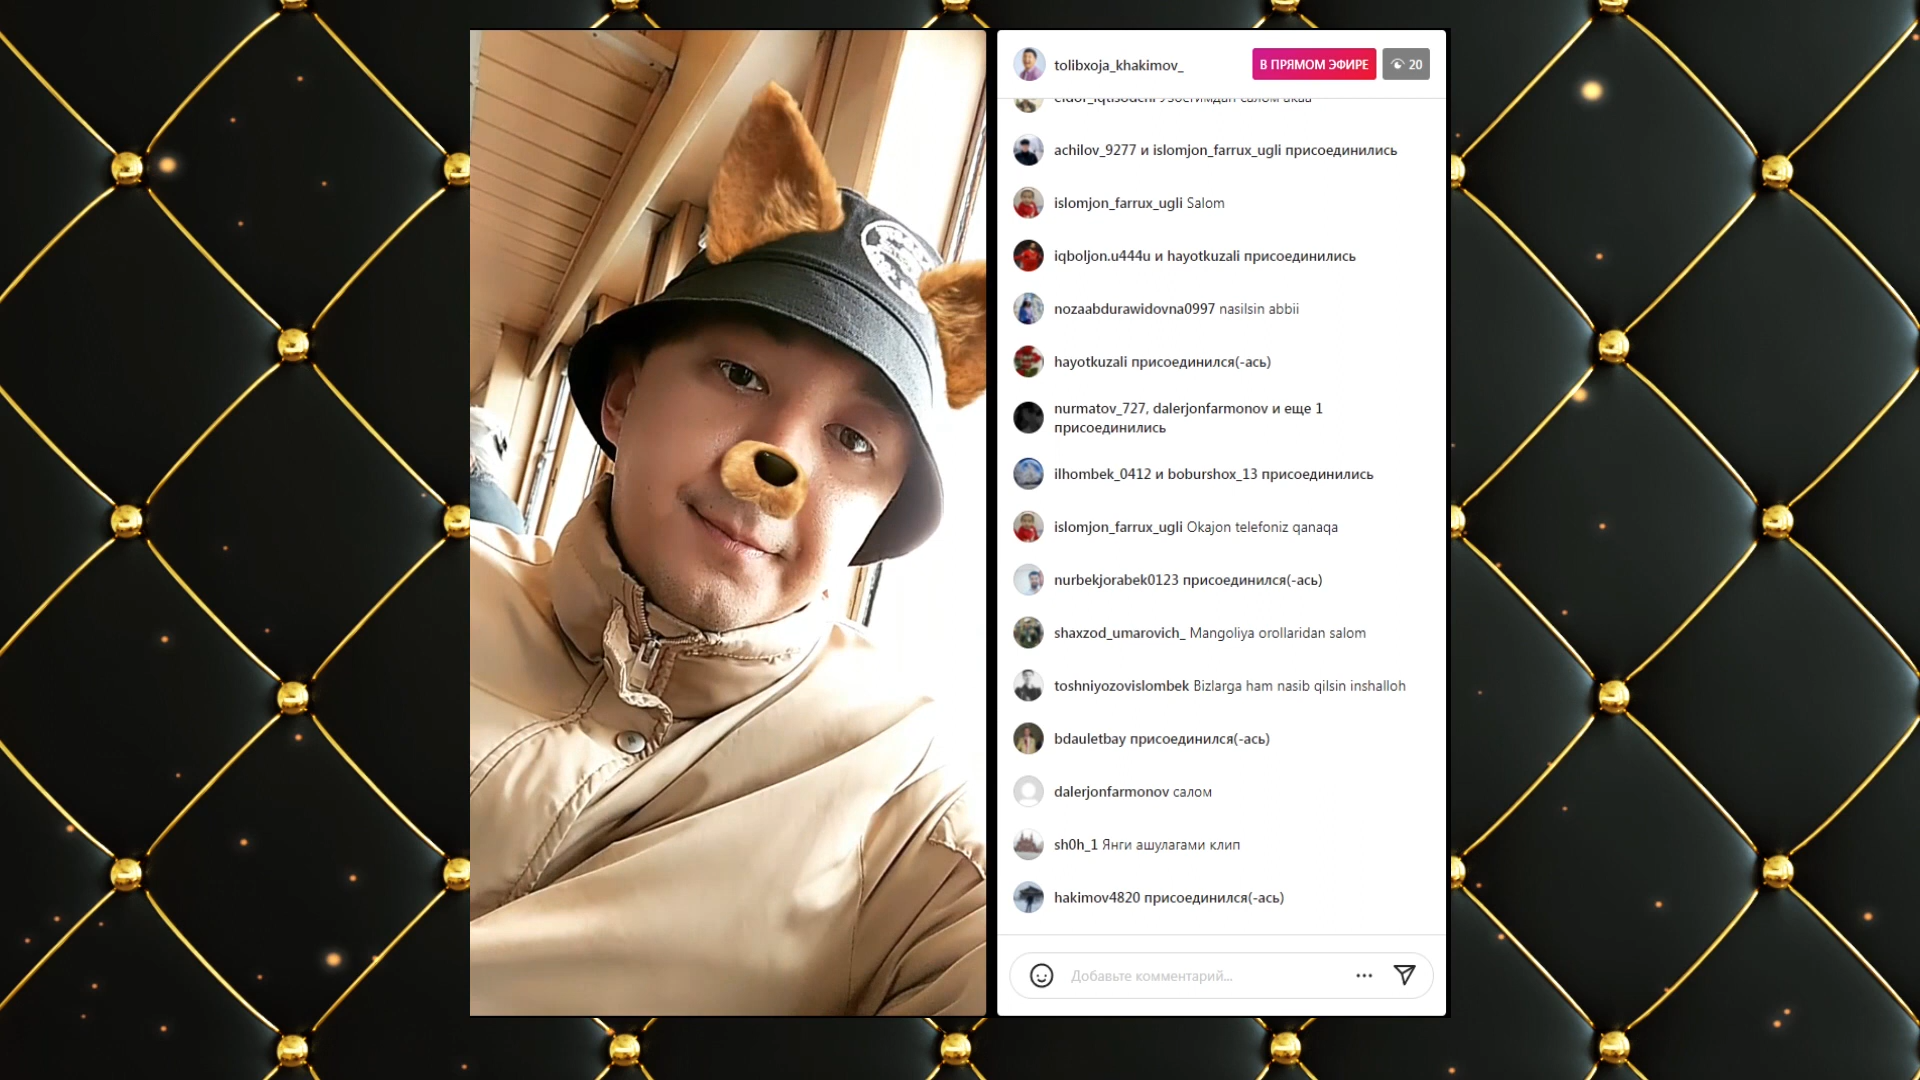 tolibxoja_khakimov_
В ПРЯМОМ ЭФИРЕ
20
achilov_9277 и islomjon_farrux_ugli присоединились
islomjon_farrux_ugli Salom
iqboljon.u444u и hayotkuzali присоединились
nozaabdurawidovna0997 nasilsin abbii
hayotkuzali присоединился(-ась)
nurmatov_727, dalerjonfarmonov и еще 1
присоединились
ilhombek_0412 и boburshox_13 присоединились
islomjon_farrux_ugli Okajon telefoniz qanaqa
nurbekjorabek0123 присоединился(-ась)
shaxzod_umarovich_ Mangoliya orollaridan salom
toshniyozovislombek Bizlarga ham nasib qilsin inshalloh
bdauletbay присоединился(-ась)
dalerjonfarmonov салом
sh0h_1 Янги ашулагами клип
hakimov4820 присоединился(-ась)
Добавьте комментарий...